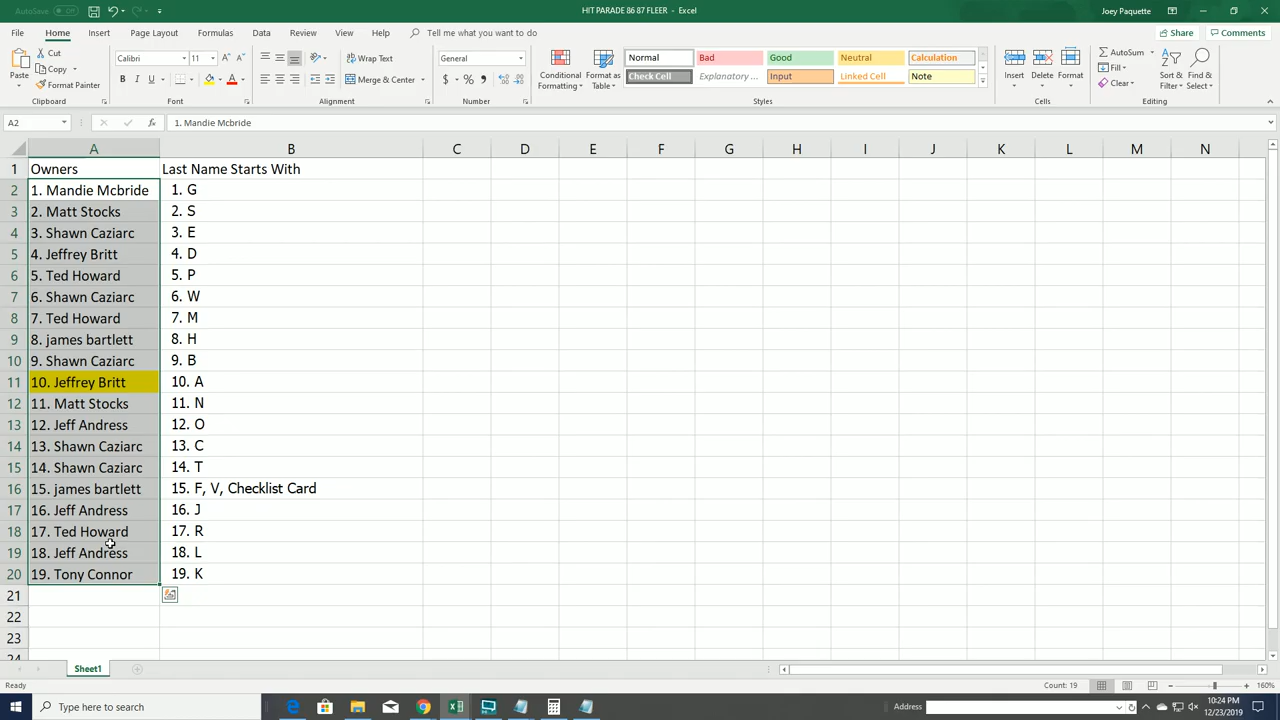 AutoSave Off
HIT PARADE 86 87 FLEER - Excel
Joey Paquette
File Home Insert Page Layout Formulas Data Review View Help Tell me what you want to do Share Comments
Paste Cut Copy Format Painter
Calibri 11
B I U
Wrap Text
Merge & Center
General
$ % ,
Conditional Formatting
Format as Table
Normal Bad Good Neutral Calculation
Check Cell Explanatory ... Input Linked Cell Note
Insert Delete Format
AutoSum Fill Clear
Sort & Filter
Find & Select
Clipboard Font Alignment Number Styles Cells Editing
A2 fx 1. Mandie Mcbride
A B C D E F G H I J K L M N
1 Owners Last Name Starts With
2 1. Mandie Mcbride 1. G
3 2. Matt Stocks 2. S
4 3. Shawn Caziarc 3. E
5 4. Jeffrey Britt 4. D
6 5. Ted Howard 5. P
7 6. Shawn Caziarc 6. W
8 7. Ted Howard 7. M
9 8. james bartlett 8. H
10 9. Shawn Caziarc 9. B
11 10. Jeffrey Britt 10. A
12 11. Matt Stocks 11. N
13 12. Jeff Andress 12. O
14 13. Shawn Caziarc 13. C
15 14. Shawn Caziarc 14. T
16 15. james bartlett 15. F, V, Checklist Card
17 16. Jeff Andress 16. J
18 17. Ted Howard 17. R
19 18. Jeff Andress 18. L
20 19. Tony Connor 19. K
21
22
23
24
Sheet1
Ready Count: 19 160%
Type here to search
Address
10:24 PM
12/23/2019